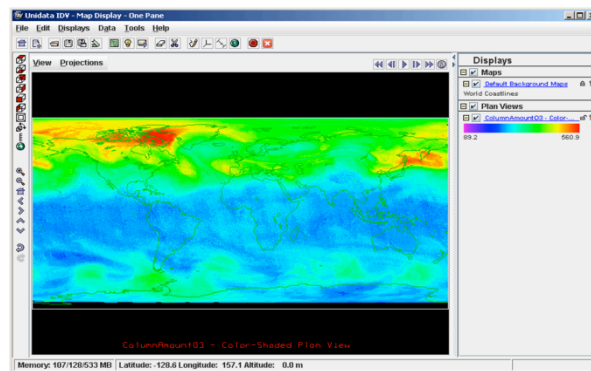 Unidata IDV - Map Display - One Pane
File Edit Displays Data Tools Help
View Projections
Displays
Maps
Default Background Maps
World Coastlines
Plan Views
ColumnAmountO3 - Color-...
89.2 560.9
ColumnAmountO3 - Color-Shaded Plan View
Memory: 107/128/533 MB Latitude: -128.6 Longitude: 157.1 Altitude: 0.0 m